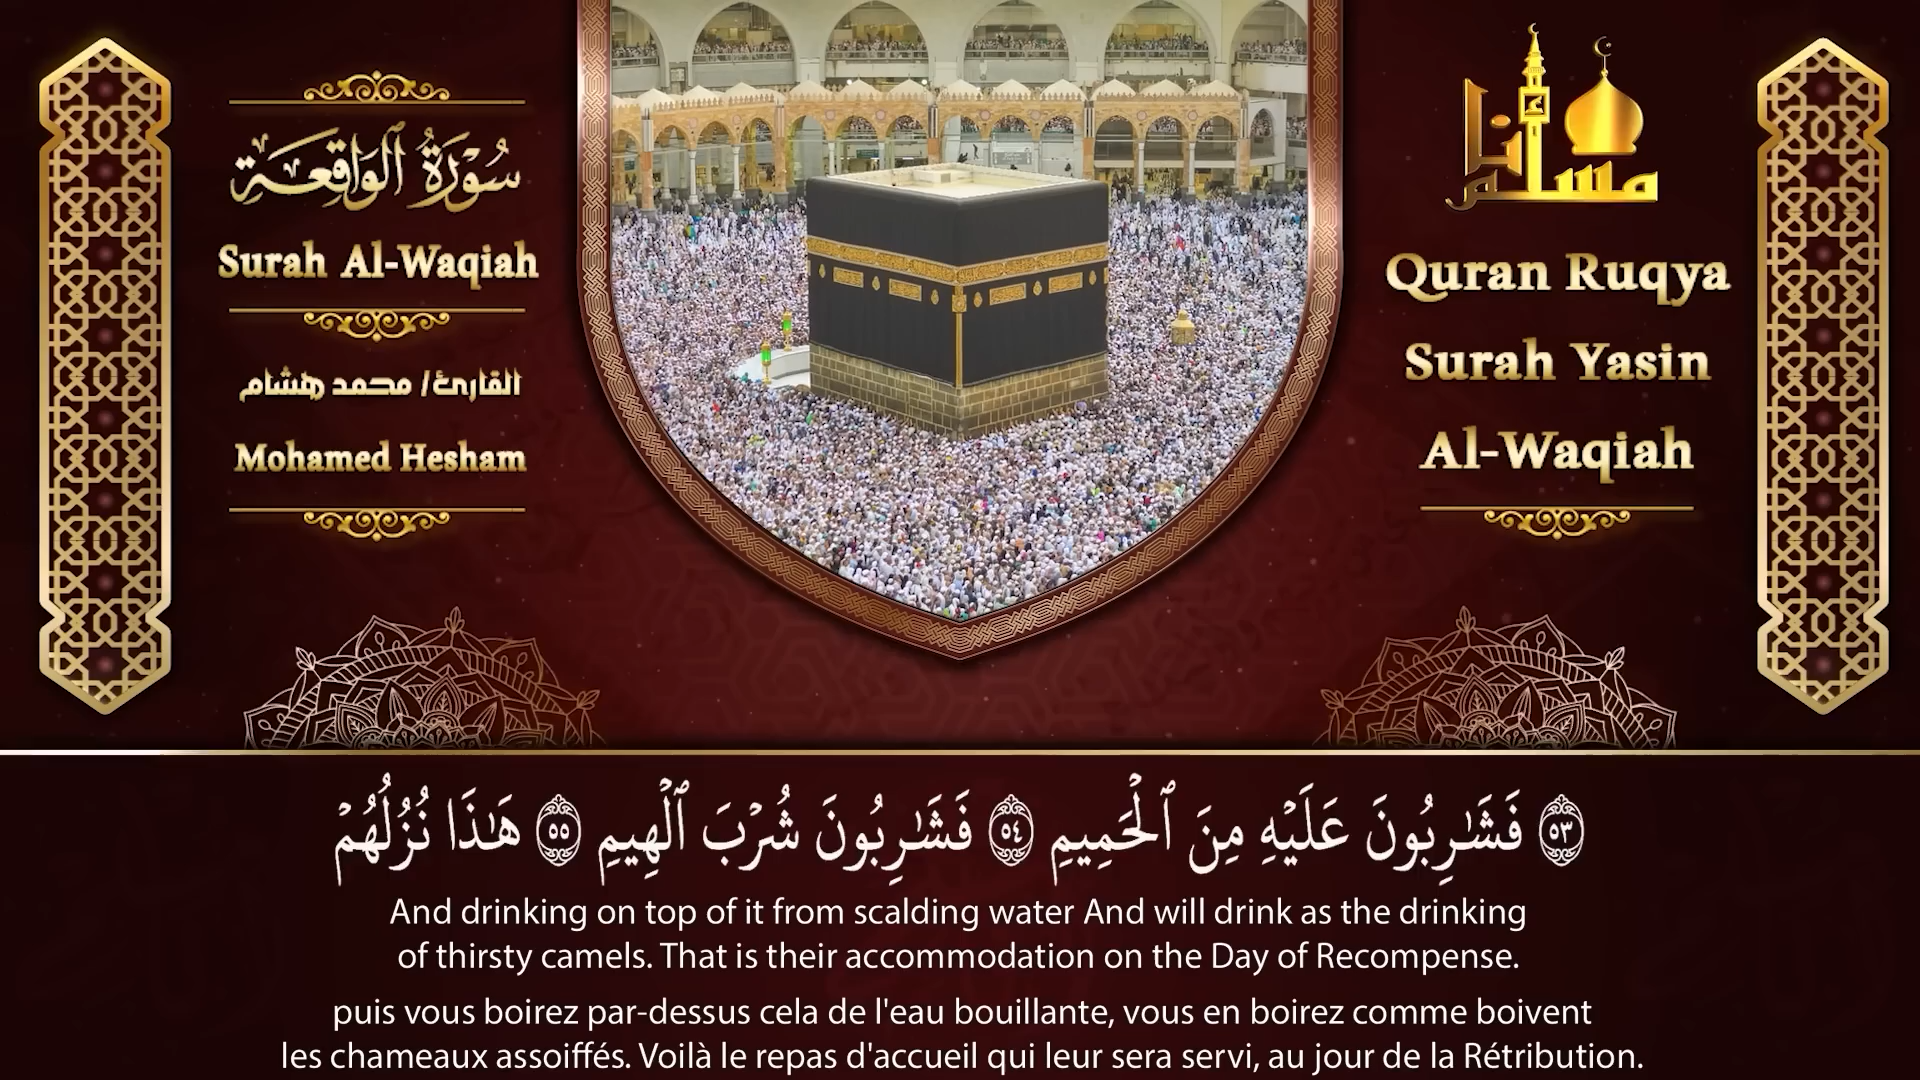 سُورَةُ الوَاقِعَة
Surah Al-Waqiah
القارئ/ محمد هشام
Mohamed Hesham
أنا مسلم
Quran Ruqya
Surah Yasin
Al-Waqiah
۝٥٣ فَشَٰرِبُونَ عَلَيْهِ مِنَ ٱلْحَمِيمِ ۝٥٤ فَشَٰرِبُونَ شُرْبَ ٱلْهِيمِ ۝٥٥ هَٰذَا نُزُلُهُمْ
And drinking on top of it from scalding water And will drink as the drinking
of thirsty camels. That is their accommodation on the Day of Recompense.
puis vous boirez par-dessus cela de l'eau bouillante, vous en boirez comme boivent
les chameaux assoiffés. Voilà le repas d'accueil qui leur sera servi, au jour de la Rétribution.